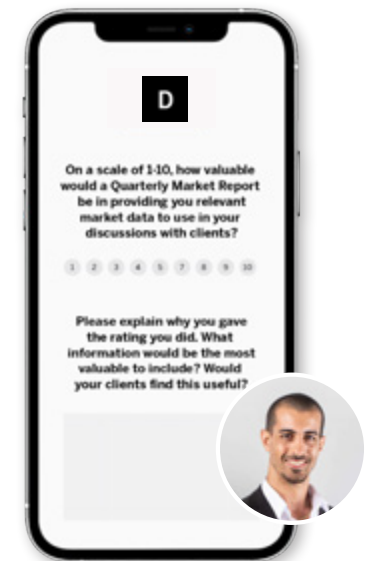 D
On a scale of 1-10, how valuable
would a Quarterly Market Report
be in providing you relevant
market data to use in your
discussions with clients?
1 2 3 4 5 7 8 9 10
Please explain why you gave
the rating you did. What
information would be the most
valuable to include? Would
your clients find this useful?